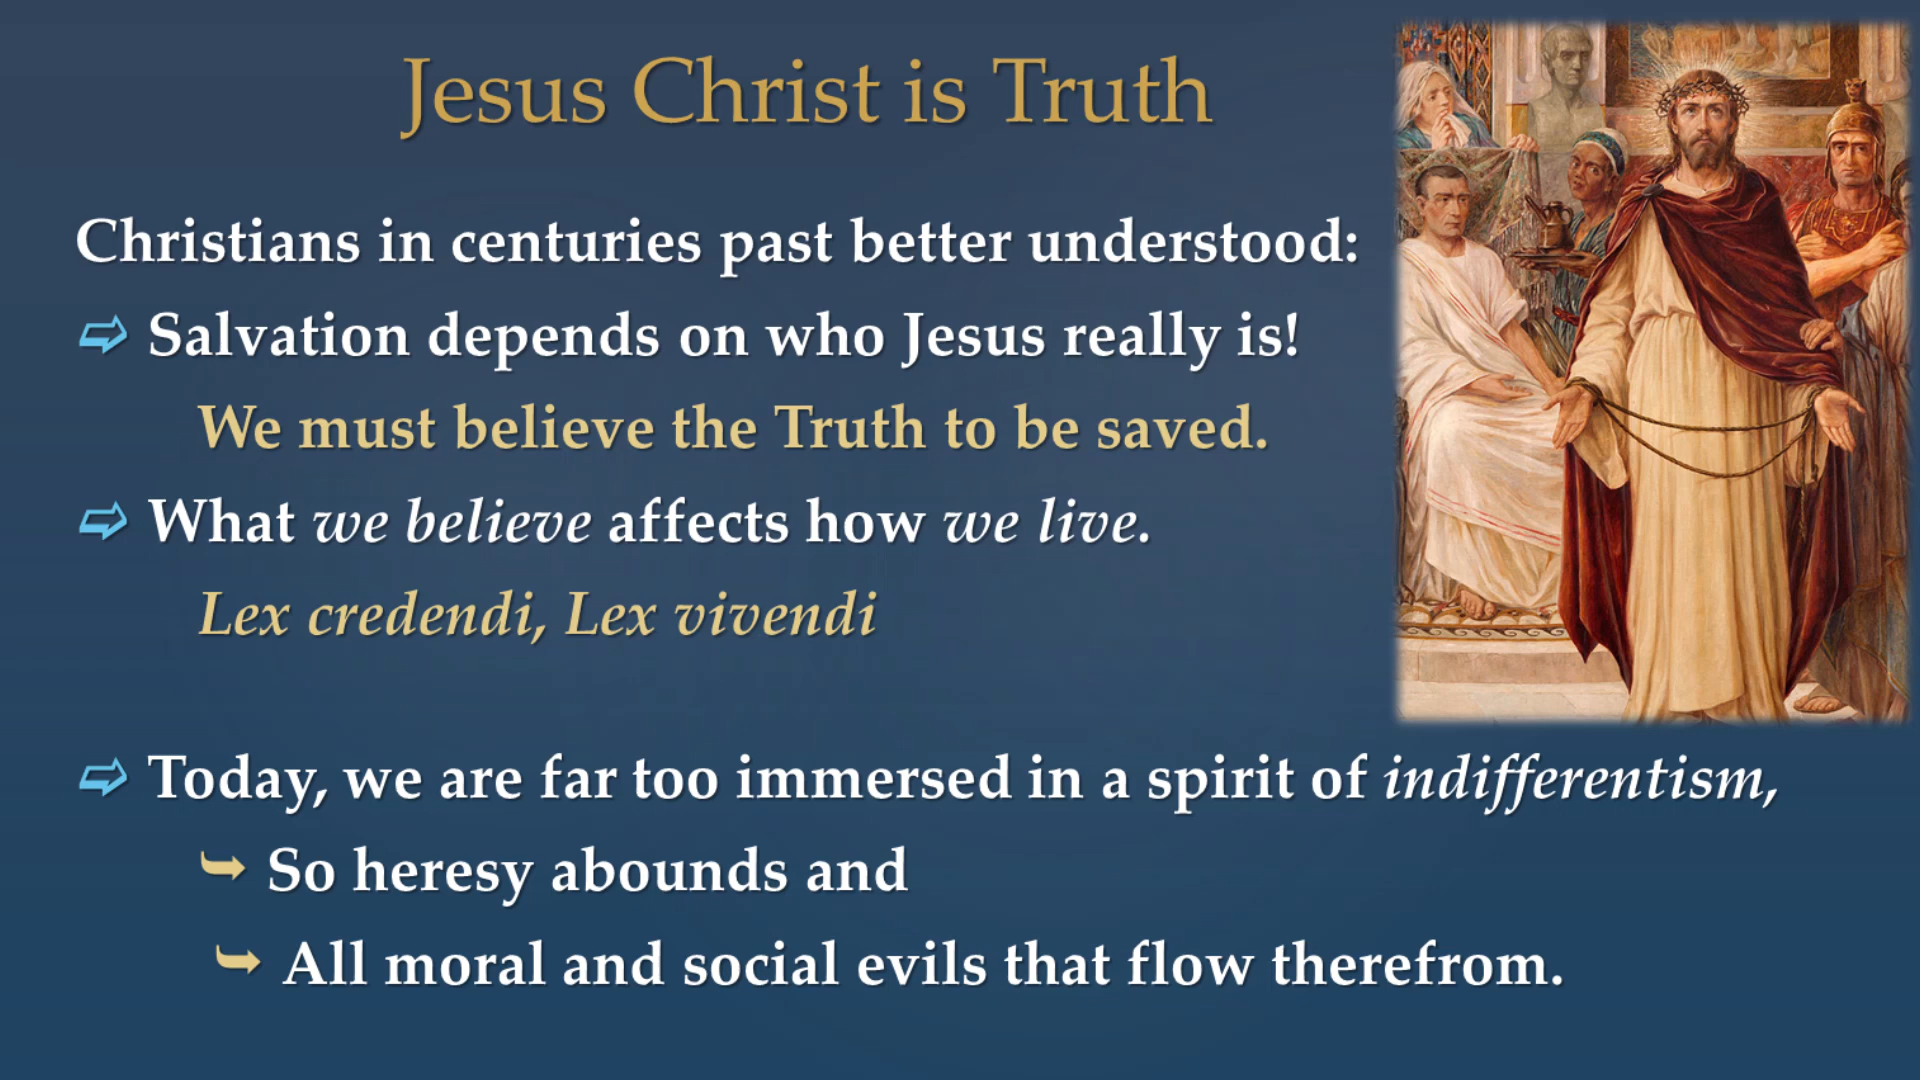 Jesus Christ is Truth
Christians in centuries past better understood:
➩ Salvation depends on who Jesus really is!
We must believe the Truth to be saved.
➩ What we believe affects how we live.
Lex credendi, Lex vivendi
➩ Today, we are far too immersed in a spirit of indifferentism,
➥ So heresy abounds and
➥ All moral and social evils that flow therefrom.